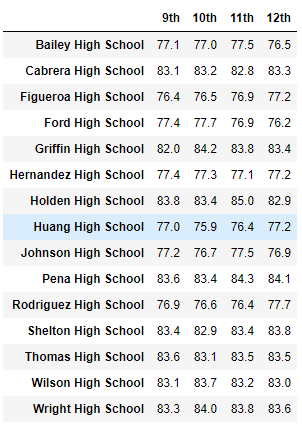 9th 10th 11th 12th
Bailey High School 77.1 77.0 77.5 76.5
Cabrera High School 83.1 83.2 82.8 83.3
Figueroa High School 76.4 76.5 76.9 77.2
Ford High School 77.4 77.7 76.9 76.2
Griffin High School 82.0 84.2 83.8 83.4
Hernandez High School 77.4 77.3 77.1 77.2
Holden High School 83.8 83.4 85.0 82.9
Huang High School 77.0 75.9 76.4 77.2
Johnson High School 77.2 76.7 77.5 76.9
Pena High School 83.6 83.4 84.3 84.1
Rodriguez High School 76.9 76.6 76.4 77.7
Shelton High School 83.4 82.9 83.4 83.8
Thomas High School 83.6 83.1 83.5 83.5
Wilson High School 83.1 83.7 83.2 83.0
Wright High School 83.3 84.0 83.8 83.6